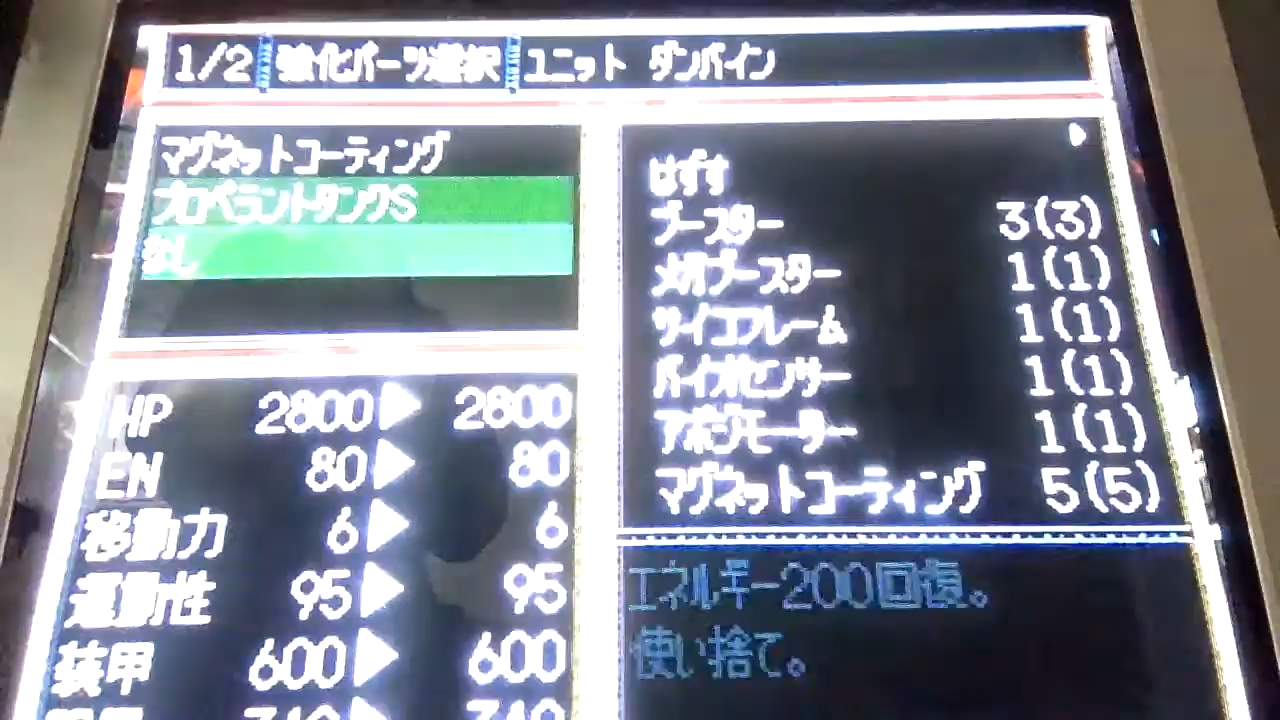 1/2 強化パーツ選択 ユニット ダンバイン
マグネットコーティング
プロペラントタンクS
なし
HP 2800 ▶ 2800
EN 80 ▶ 80
移動力 6 ▶ 6
運動性 95 ▶ 95
装甲 600 ▶ 600
はずす
ブースター 3(3)
メガブースター 1(1)
サイコフレーム 1(1)
バイオセンサー 1(1)
アポジモーター 1(1)
マグネットコーティング 5(5)
エネルギー200回復。
使い捨て。